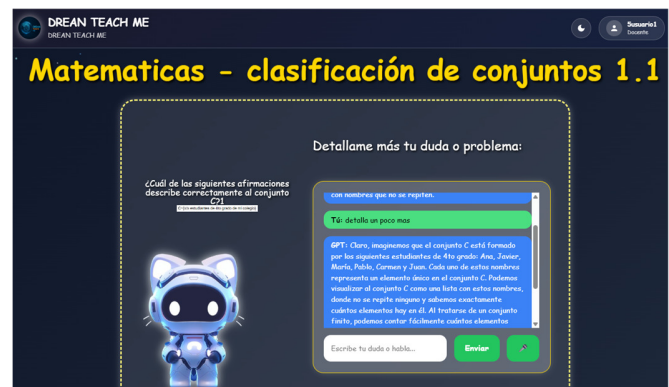 DREAN TEACH ME
DREAN TEACH ME
5usuario1
Docente
Matematicas - clasificación de conjuntos 1.1
Detallame más tu duda o problema:
¿Cuál de las siguientes afirmaciones
describe correctamente al conjunto
C?1
con nombres que no se repiten.
Tú: detalla un poco mas
GPT: Claro, imaginemos que el conjunto C está formado
por los siguientes estudiantes de 4to grado: Ana, Javier,
María, Pablo, Carmen y Juan. Cada uno de estos nombres
representa un elemento único en el conjunto C. Podemos
visualizar al conjunto C como una lista con estos nombres,
donde no se repite ninguno y sabemos exactamente
cuántos elementos hay en él. Al tratarse de un conjunto
finito, podemos contar fácilmente cuántos elementos
Escribe tu duda o habla...
Enviar